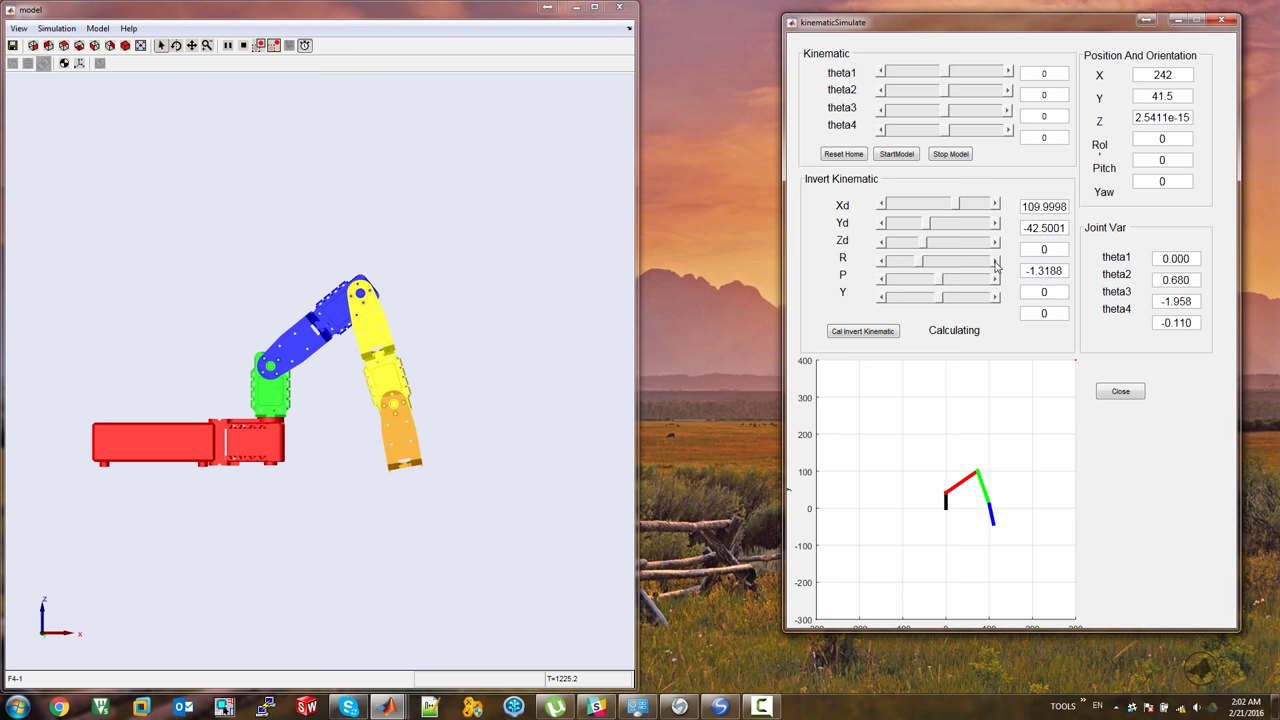 model
View Simulation Model Help
z
x
F4-1
T=1225.2
kinematicSimulate
Kinematic
theta1 0
theta2 0
theta3 0
theta4 0
Reset Home StartModel Stop Model
Invert Kinematic
Xd 109.9998
Yd -42.5001
Zd 0
R -1.3188
P 0
Y 0
Cal Invert Kinematic Calculating
Position And Orientation
X 242
Y 41.5
Z 2.5411e-15
Rol 0
Pitch 0
Yaw 0
Joint Var
theta1 0.000
theta2 0.680
theta3 -1.958
theta4 -0.110
Close
400
300
200
100
0
-100
-200
-300
y
TOOLS » EN
2:02 AM
2/21/2016